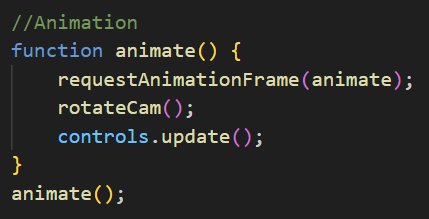 //Animation
function animate() {
    requestAnimationFrame(animate);
    rotateCam();
    controls.update();
}
animate();